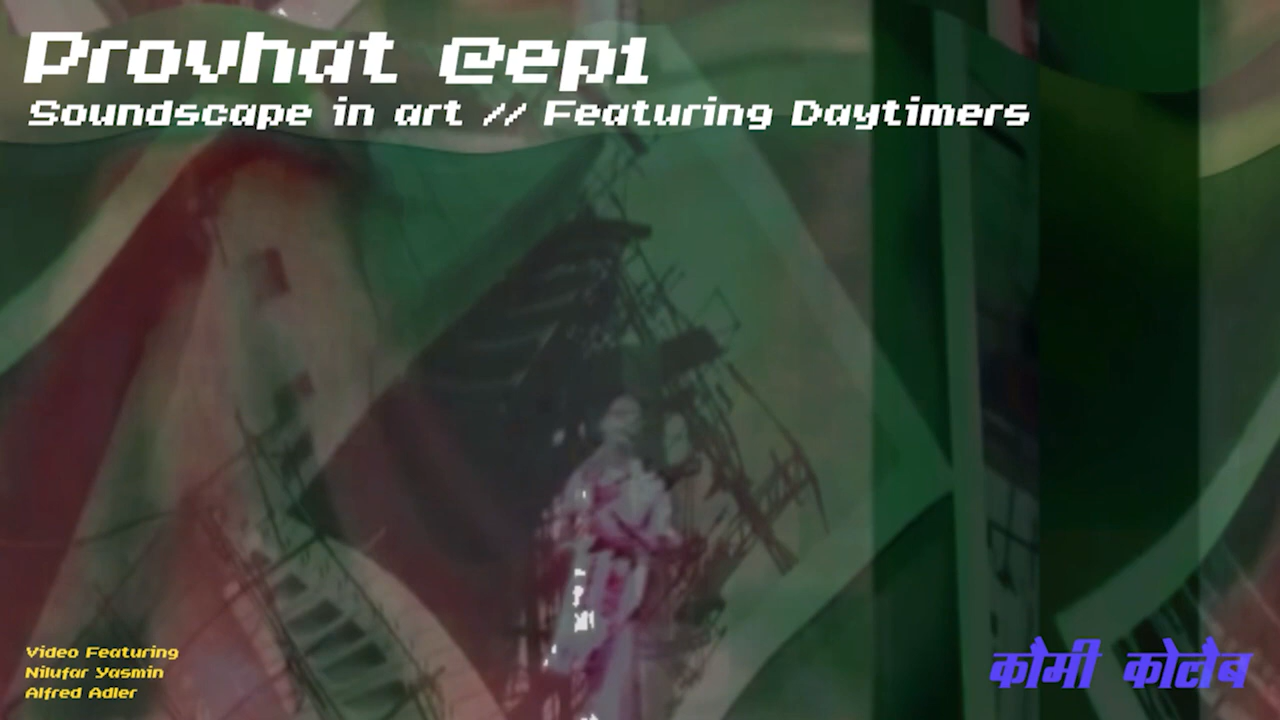 Provhat @ep1
Soundscape in art // Featuring Daytimers
Video Featuring
Nilufar Yasmin
Alfred Adler
कौमी कोलैब